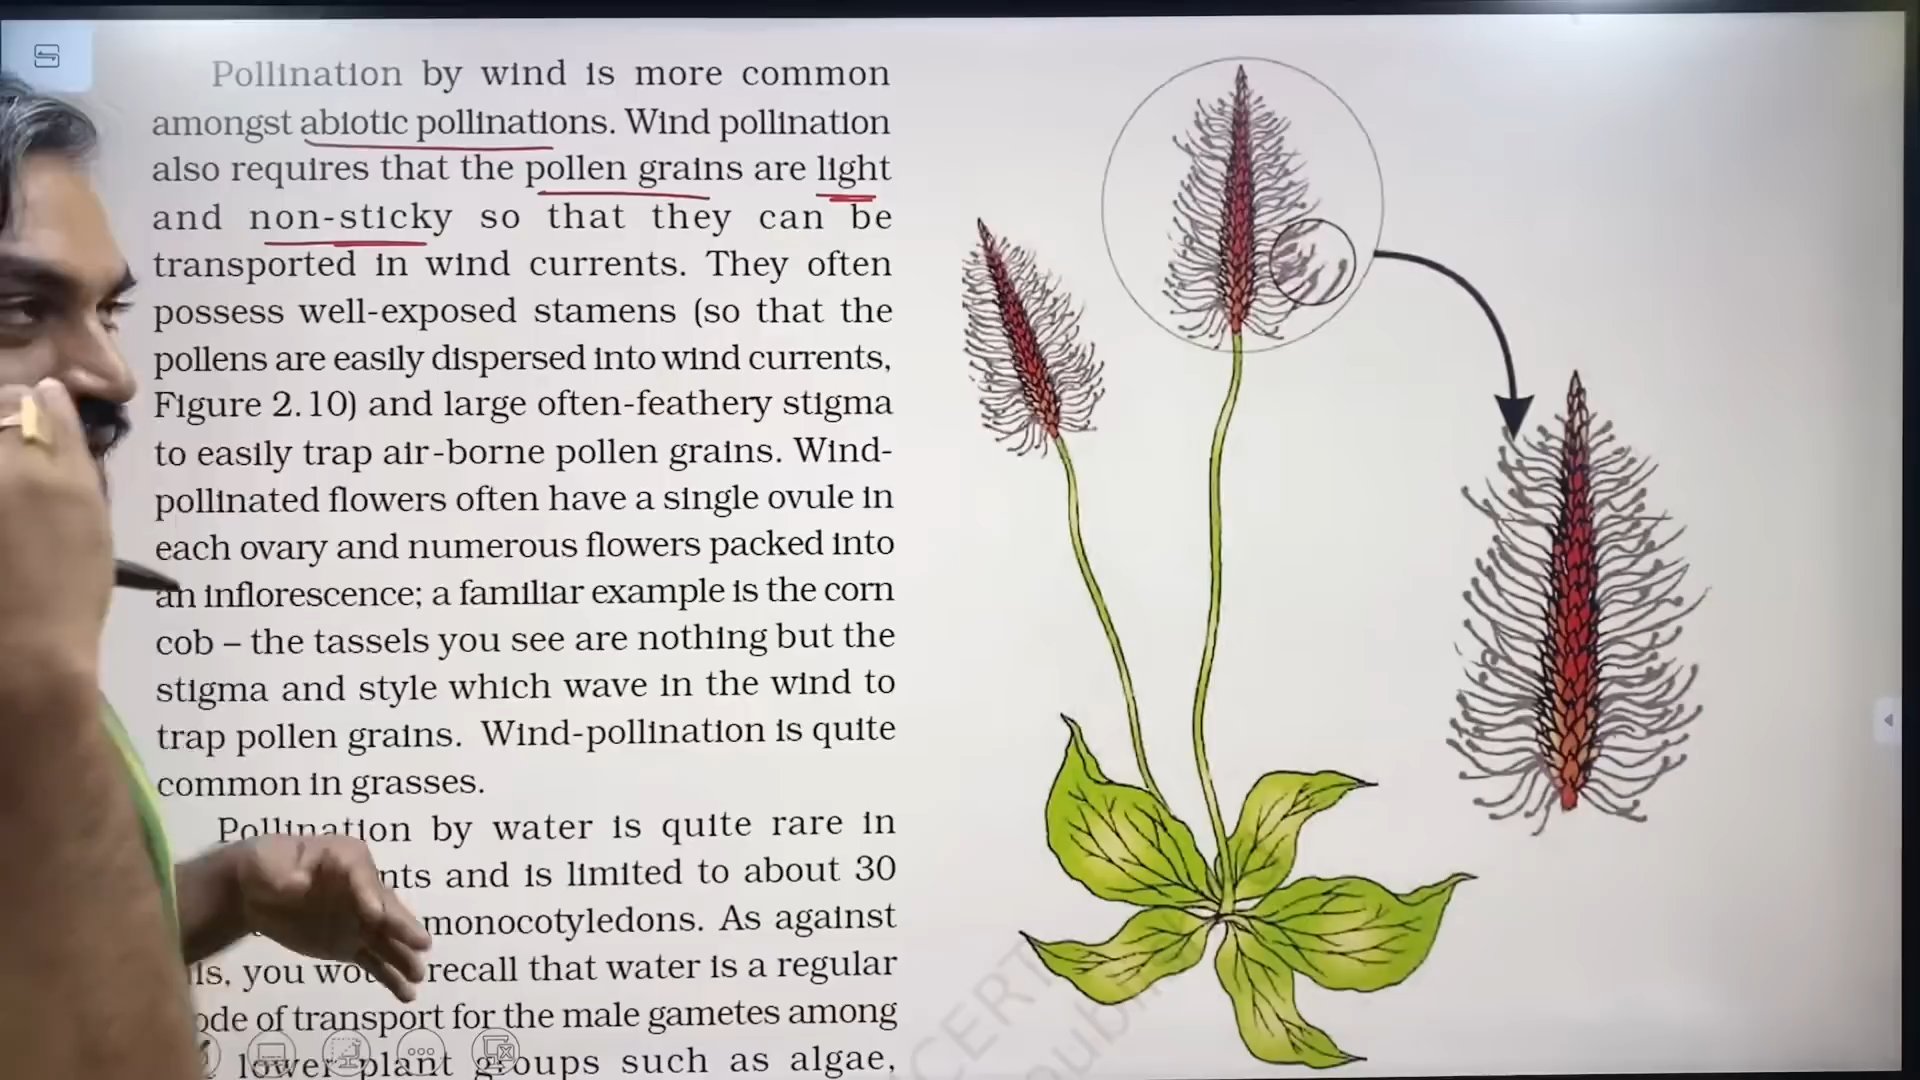 Pollination by wind is more common
amongst abiotic pollinations. Wind pollination
also requires that the pollen grains are light
and non-sticky so that they can be
transported in wind currents. They often
possess well-exposed stamens (so that the
pollens are easily dispersed into wind currents,
Figure 2.10) and large often-feathery stigma
to easily trap air-borne pollen grains. Wind-
pollinated flowers often have a single ovule in
each ovary and numerous flowers packed into
an inflorescence; a familiar example is the corn
cob – the tassels you see are nothing but the
stigma and style which wave in the wind to
trap pollen grains. Wind-pollination is quite
common in grasses.
Pollination by water is quite rare in
and is limited to about 30
monocotyledons. As against
you recall that water is a regular
of transport for the male gametes among
lower plant groups such as algae,